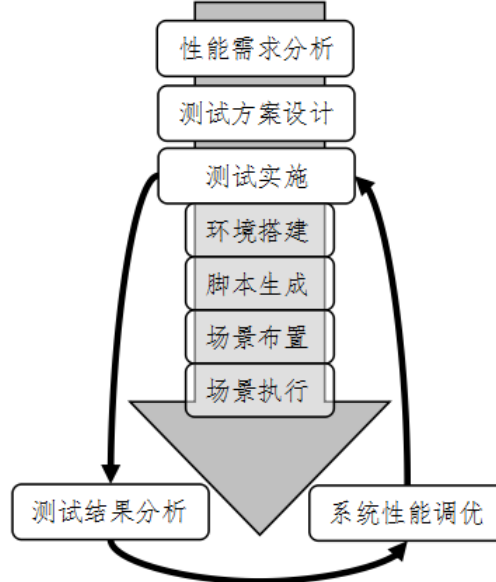 性能需求分析
测试方案设计
测试实施
环境搭建
脚本生成
场景布置
场景执行
测试结果分析
系统性能调优